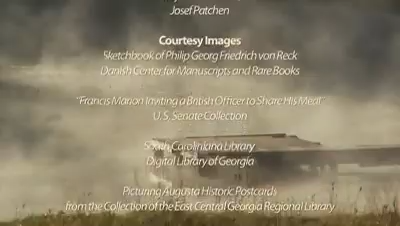 Josef Patchen
Courtesy Images
Sketchbook of Philip Georg Friedrich von Reck
Danish Center for Manuscripts and Rare Books
"Francis Marion Inviting a British Officer to Share His Meal"
U.S. Senate Collection
South Caroliniana Library
Digital Library of Georgia
Picturing Augusta Historic Postcards
from the Collection of the East Central Georgia Regional Library